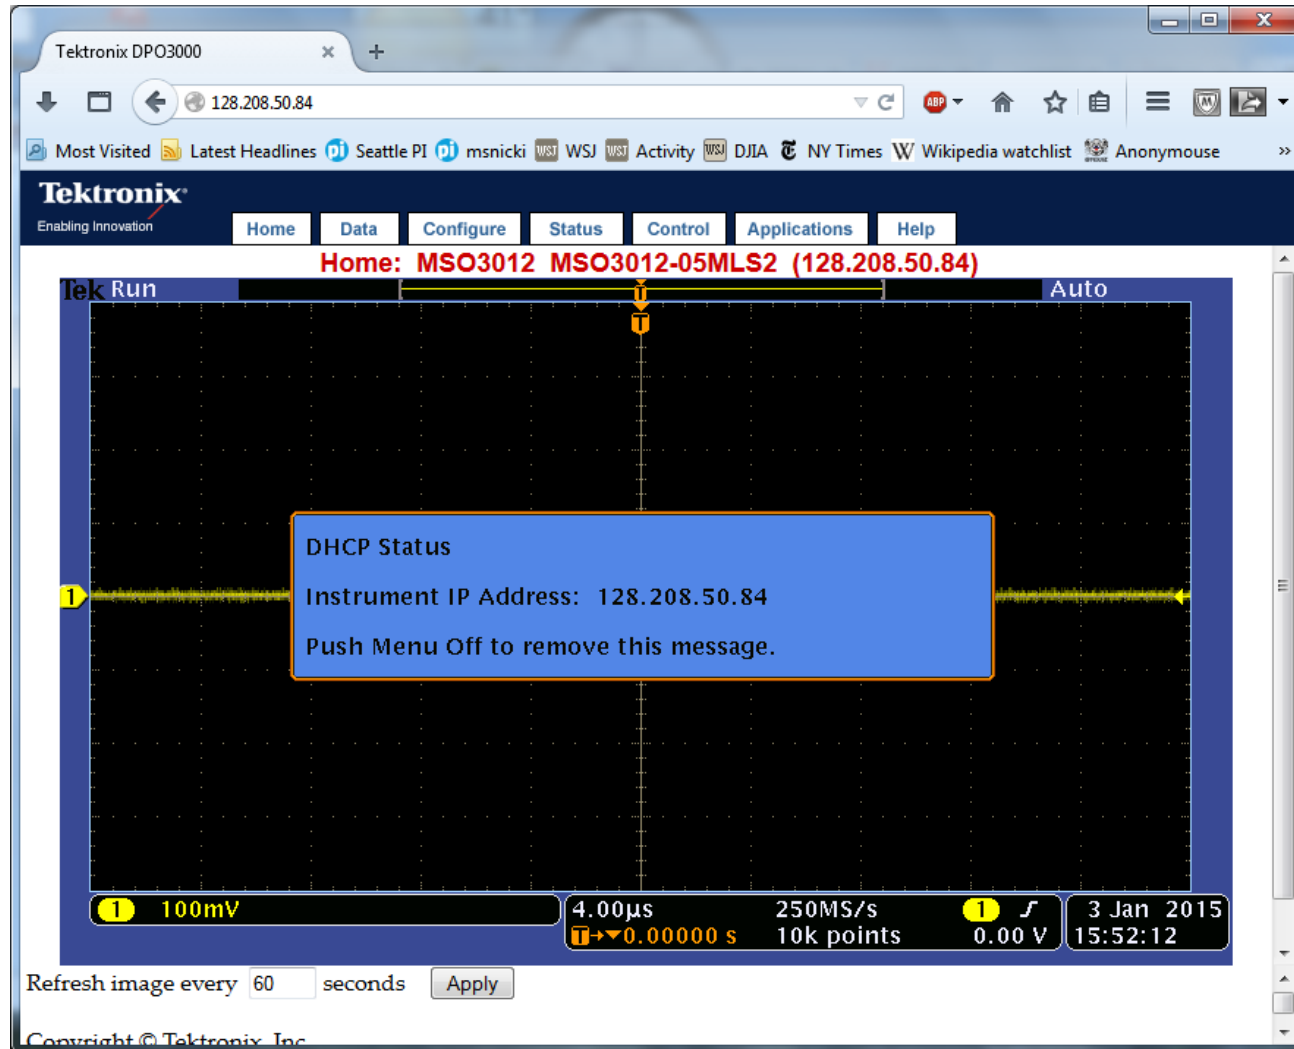 Tektronix DPO3000
128.208.50.84
ABP
Most Visited Latest Headlines Seattle PI msnicki WSJ Activity DJIA NY Times Wikipedia watchlist Anonymouse »
Tektronix
Enabling Innovation
Home Data Configure Status Control Applications Help
Home: MSO3012 MSO3012-05MLS2 (128.208.50.84)
Tek Run Auto
T
DHCP Status
1
Instrument IP Address: 128.208.50.84
Push Menu Off to remove this message.
1 100mV 4.00µs 250MS/s 1 3 Jan 2015
T→▼0.00000 s 10k points 0.00 V 15:52:12
Refresh image every 60 seconds Apply
Copyright © Tektronix, Inc.